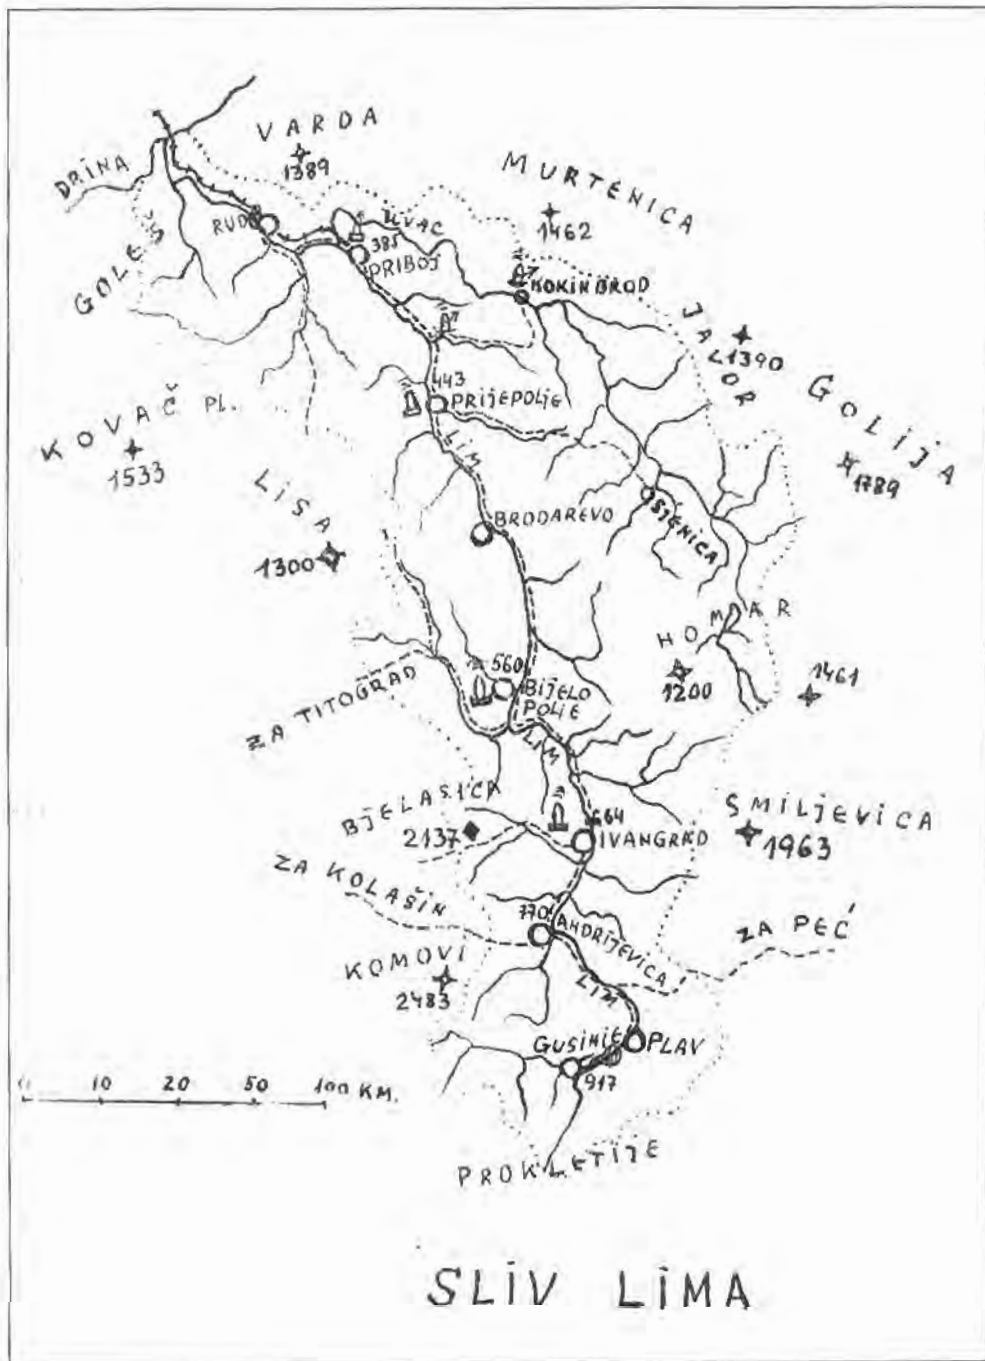 VARDA
1389
MURTENICA
1462
DRINA
GOLEŠ
RUDO
UVAC
385
PRIBOJ
KOKIN BROD
JAVOR
1390
GOLIJA
1789
443
PRIJEPOLJE
KOVAČ PL.
1533
LIM
LISA
1300
BRODAREVO
SJENICA
HOMAR
1200
1461
560
BIJELO
POLJE
ZA TITOGRAD
LIM
BJELASICA
2137
664
IVANGRAD
SMILJEVICA
1963
ZA KOLAŠIN
770
ANDRIJEVICA
ZA PEĆ
KOMOVI
2483
LIM
GUSINJE
PLAV
917
10 20 50 100 KM.
PROKLETIJE
SLIV LIMA